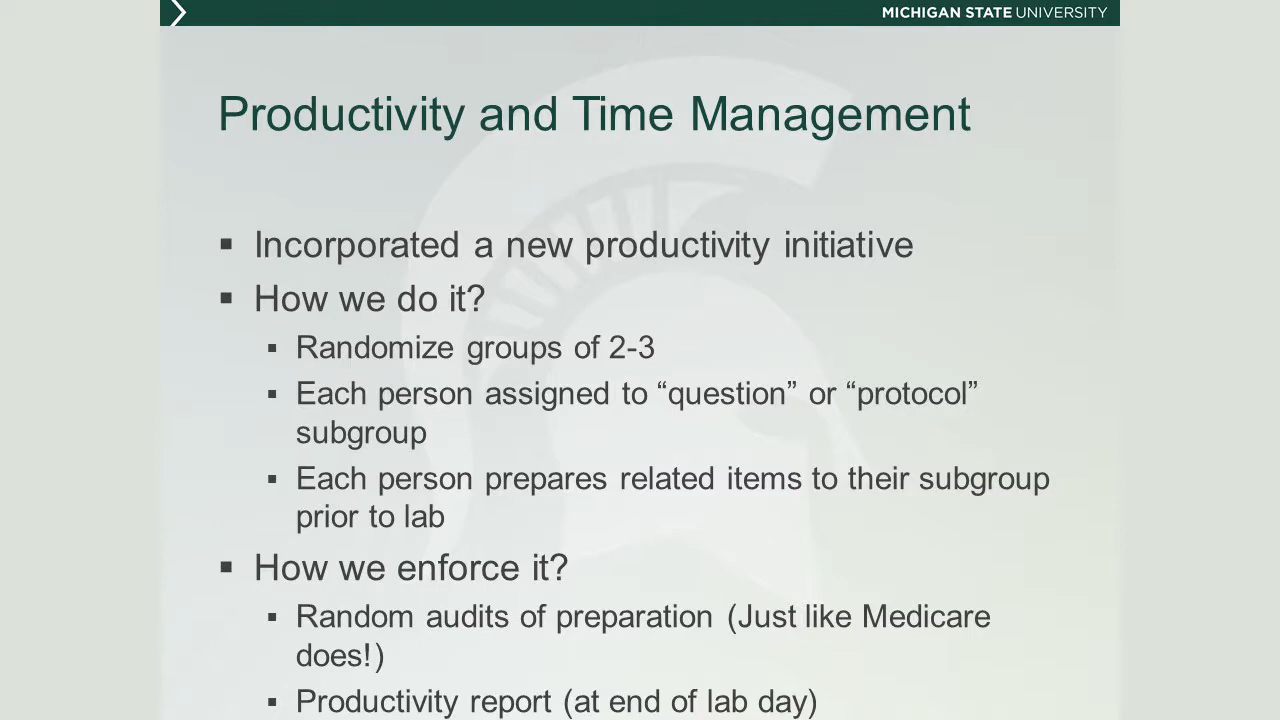 MICHIGAN STATE UNIVERSITY
Productivity and Time Management
▪ Incorporated a new productivity initiative
▪ How we do it?
▪ Randomize groups of 2-3
▪ Each person assigned to “question” or “protocol”
subgroup
▪ Each person prepares related items to their subgroup
prior to lab
▪ How we enforce it?
▪ Random audits of preparation (Just like Medicare
does!)
▪ Productivity report (at end of lab day)